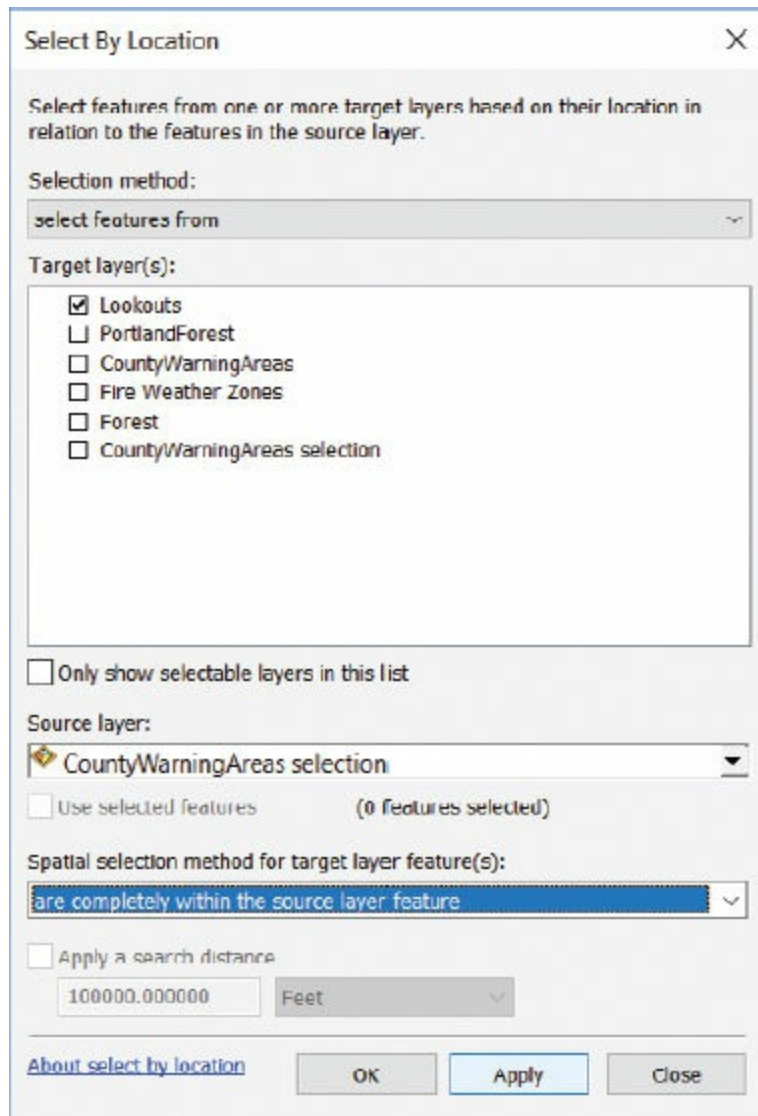 Select By Location
Select features from one or more target layers based on their location in
relation to the features in the source layer.
Selection method:
select features from
Target layer(s):
Lookouts
PortlandForest
CountyWarningAreas
Fire Weather Zones
Forest
CountyWarningAreas selection
Only show selectable layers in this list
Source layer:
CountyWarningAreas selection
Use selected features (0 features selected)
Spatial selection method for target layer feature(s):
are completely within the source layer feature
Apply a search distance
100000.000000 Feet
About select by location OK Apply Close